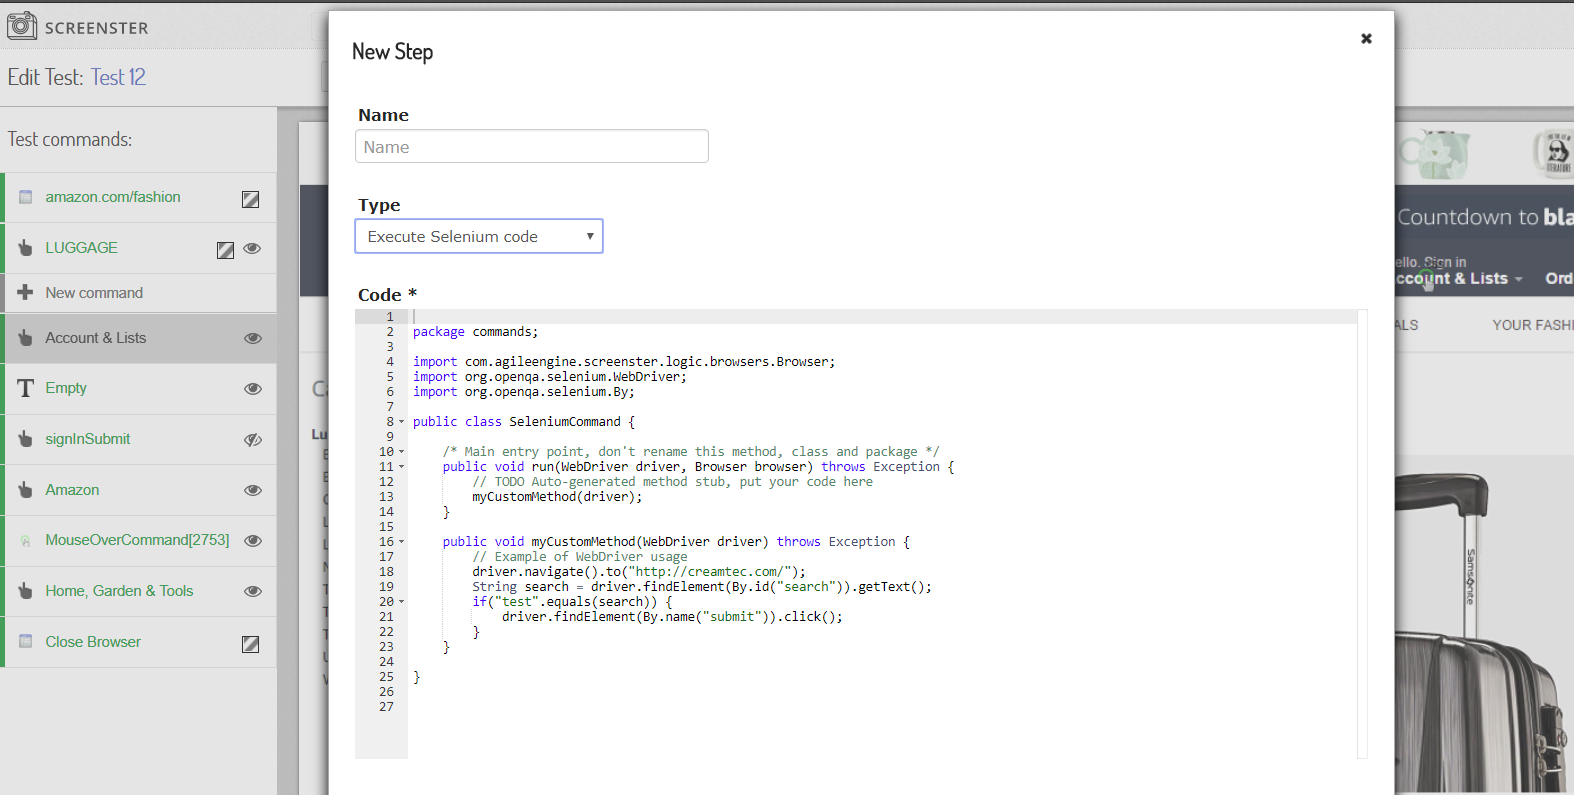 SCREENSTER
Edit Test: Test 12
Test commands:
amazon.com/fashion
LUGGAGE
New command
Account & Lists
Empty
signInSubmit
Amazon
MouseOverCommand[2753]
Home, Garden & Tools
Close Browser
New Step
Name
Name
Type
Execute Selenium code
Code *
1
2 package commands;
3
4 import com.agileengine.screenster.logic.browsers.Browser;
5 import org.openqa.selenium.WebDriver;
6 import org.openqa.selenium.By;
7
8 public class SeleniumCommand {
9
10 /* Main entry point, don't rename this method, class and package */
11 public void run(WebDriver driver, Browser browser) throws Exception {
12 // TODO Auto-generated method stub, put your code here
13 myCustomMethod(driver);
14 }
15
16 public void myCustomMethod(WebDriver driver) throws Exception {
17 // Example of WebDriver usage
18 driver.navigate().to("http://creamtec.com/");
19 String search = driver.findElement(By.id("search")).getText();
20 if("test".equals(search)) {
21 driver.findElement(By.name("submit")).click();
22 }
23 }
24
25 }
26
27
Countdown to bla
ello. Sign in
ccount & Lists
Ord
ALS
YOUR FASHI
Samsonite